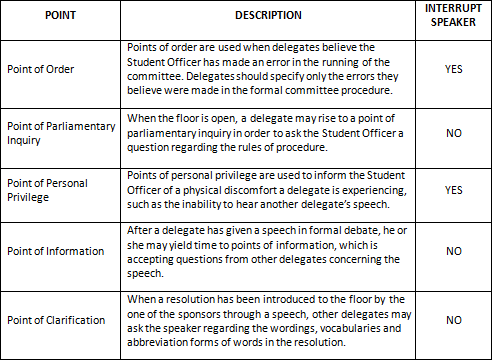 POINT DESCRIPTION INTERRUPT
SPEAKER
Point of Order
Points of order are used when delegates believe the
Student Officer has made an error in the running of the
committee. Delegates should specify only the errors they
believe were made in the formal committee procedure.
YES
Point of Parliamentary
Inquiry
When the floor is open, a delegate may rise to a point of
parliamentary inquiry in order to ask the Student Officer a
question regarding the rules of procedure.
NO
Point of Personal
Privilege
Points of personal privilege are used to inform the Student
Officer of a physical discomfort a delegate is experiencing,
such as the inability to hear another delegate's speech.
YES
Point of Information
After a delegate has given a speech in formal debate, he or
she may yield time to points of information, which is
accepting questions from other delegates concerning the
speech.
NO
Point of Clarification
When a resolution has been introduced to the floor by the
one of the sponsors through a speech, other delegates may
ask the speaker regarding the wordings, vocabularies and
abbreviation forms of words in the resolution.
NO